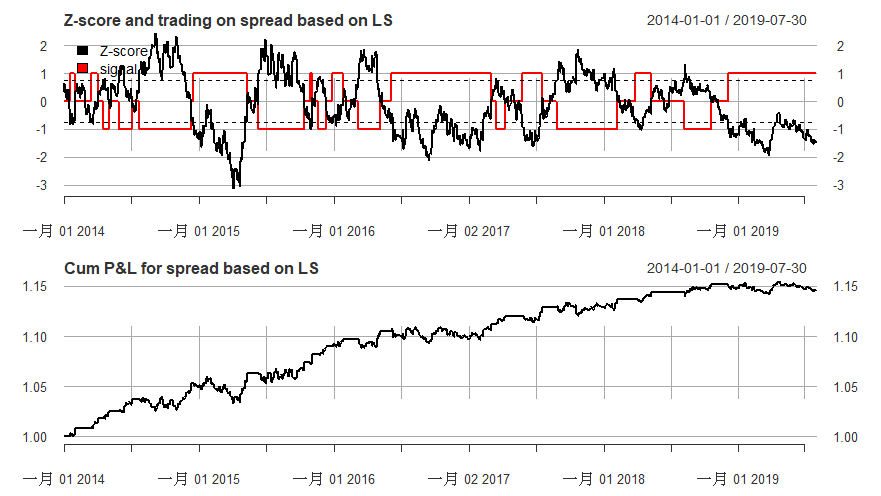 Z-score and trading on spread based on LS 2014-01-01 / 2019-07-30
Z-score
signal
2 2
1 1
0 0
-1 -1
-2 -2
-3 -3
一月 01 2014 一月 01 2015 一月 01 2016 一月 02 2017 一月 01 2018 一月 01 2019
Cum P&L for spread based on LS 2014-01-01 / 2019-07-30
1.15 1.15
1.10 1.10
1.05 1.05
1.00 1.00
一月 01 2014 一月 01 2015 一月 01 2016 一月 02 2017 一月 01 2018 一月 01 2019